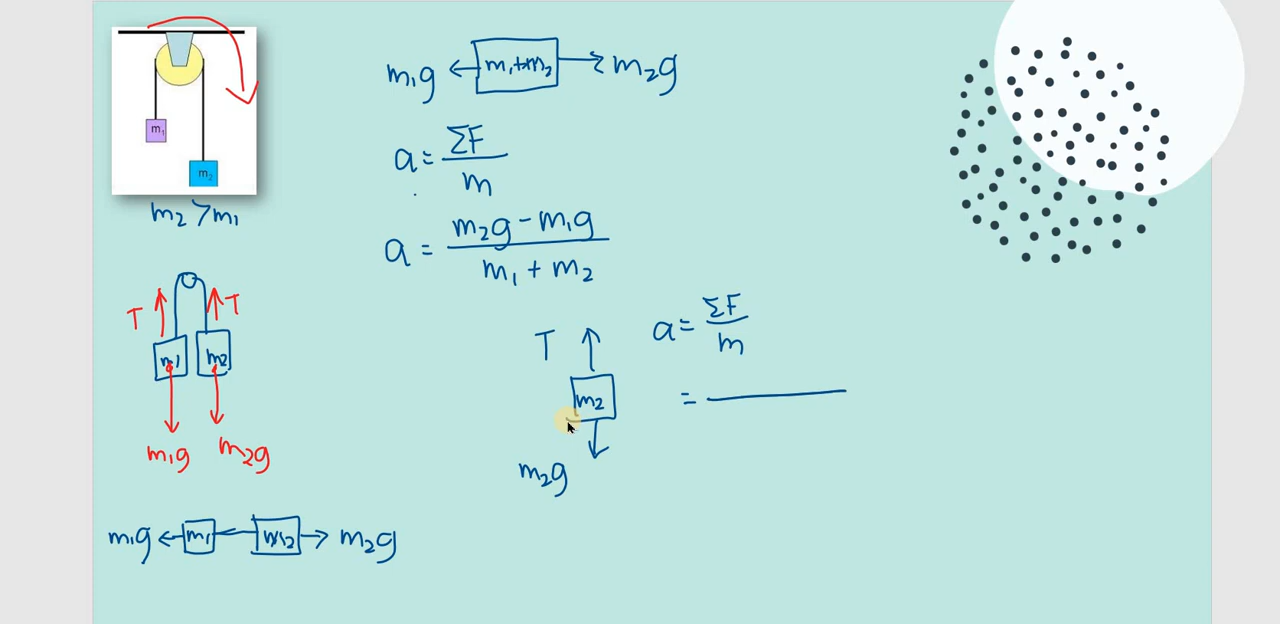 m₁
m₂
m₂ > m₁
T T
m1 m2
m₁g m₂g
m₁g m₁ m₂ m₂g
m₁g m₁+m₂ m₂g
a = ΣF / m
a = m₂g - m₁g / m₁ + m₂
T
m₂
m₂g
a = ΣF / m
=